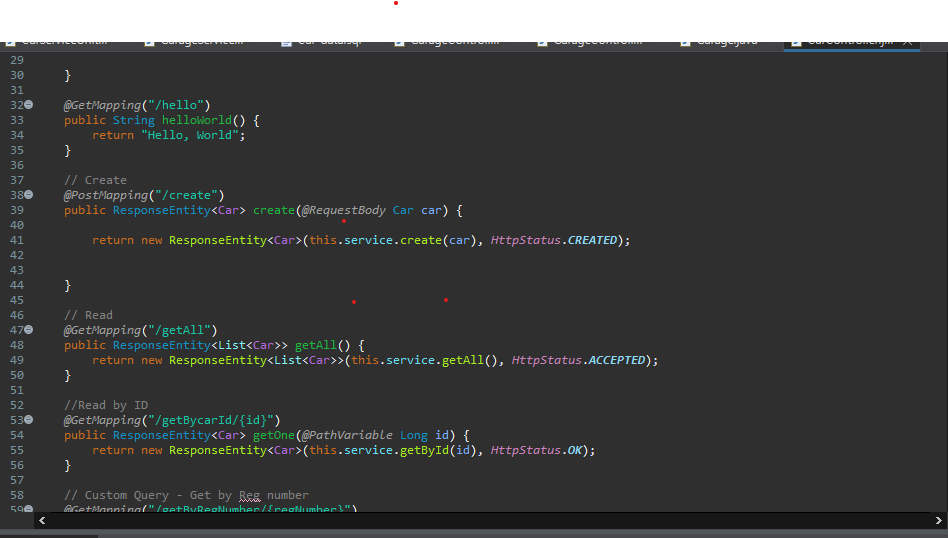 29
30 }
31
32 @GetMapping("/hello")
33 public String helloWorld() {
34 return "Hello, World";
35 }
36
37 // Create
38 @PostMapping("/create")
39 public ResponseEntity<Car> create(@RequestBody Car car) {
40
41 return new ResponseEntity<Car>(this.service.create(car), HttpStatus.CREATED);
42
43
44 }
45
46 // Read
47 @GetMapping("/getAll")
48 public ResponseEntity<List<Car>> getAll() {
49 return new ResponseEntity<List<Car>>(this.service.getAll(), HttpStatus.ACCEPTED);
50 }
51
52 //Read by ID
53 @GetMapping("/getBycarId/{id}")
54 public ResponseEntity<Car> getOne(@PathVariable Long id) {
55 return new ResponseEntity<Car>(this.service.getById(id), HttpStatus.OK);
56 }
57
58 // Custom Query - Get by Reg number
59 @GetMapping("/getByRegNumber/{regNumber}")